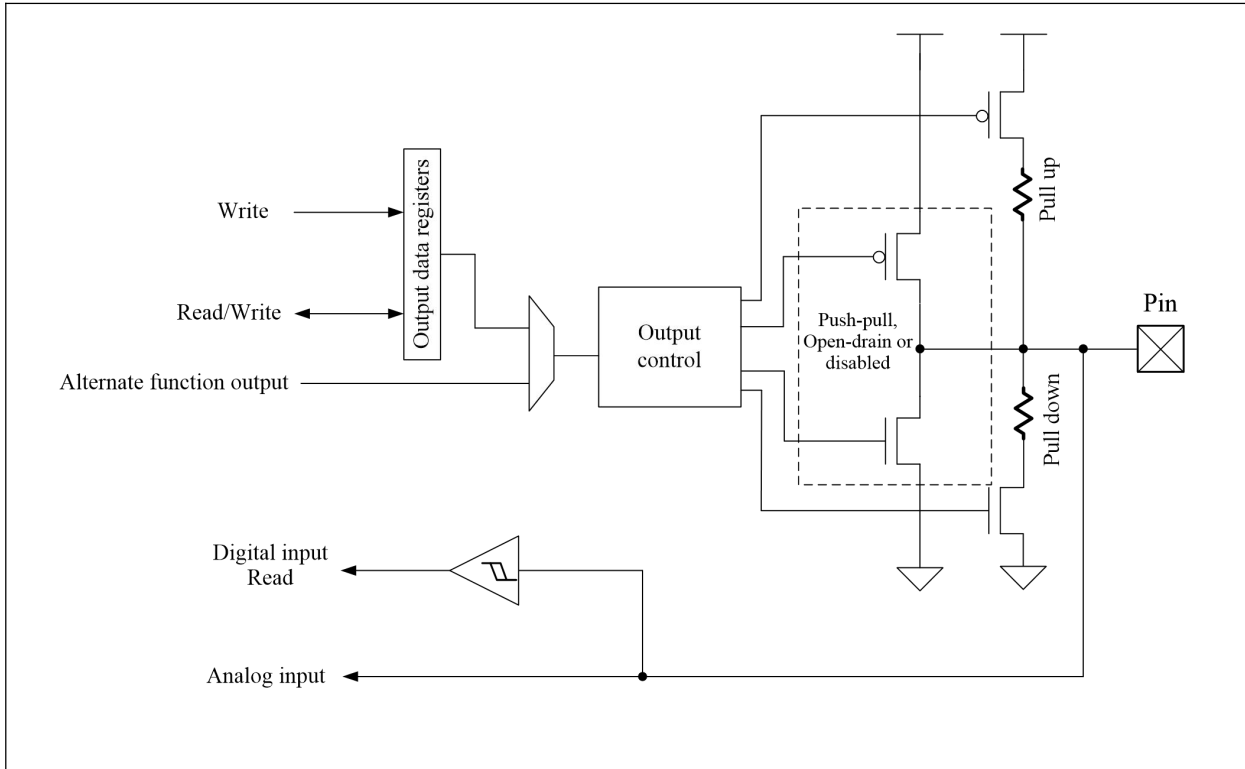 Write
Read/Write
Alternate function output
Output data registers
Output
control
Push-pull,
Open-drain or
disabled
Pull up
Pull down
Pin
Digital input
Read
Analog input